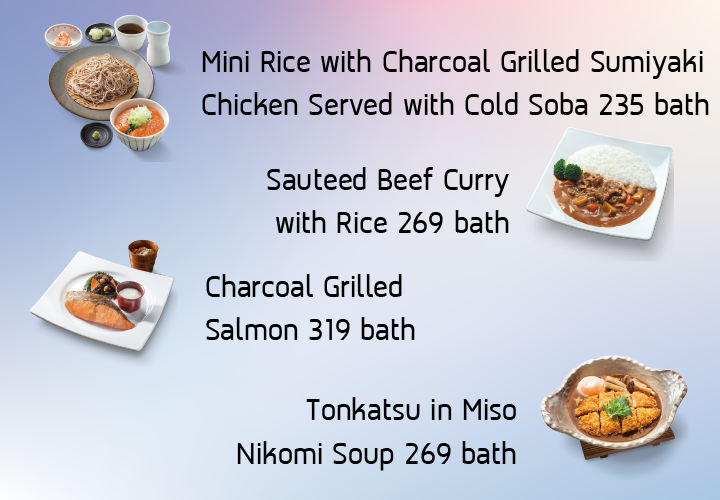 Mini Rice with Charcoal Grilled Sumiyaki
Chicken Served with Cold Soba 235 bath
Sauteed Beef Curry
with Rice 269 bath
Charcoal Grilled
Salmon 319 bath
Tonkatsu in Miso
Nikomi Soup 269 bath